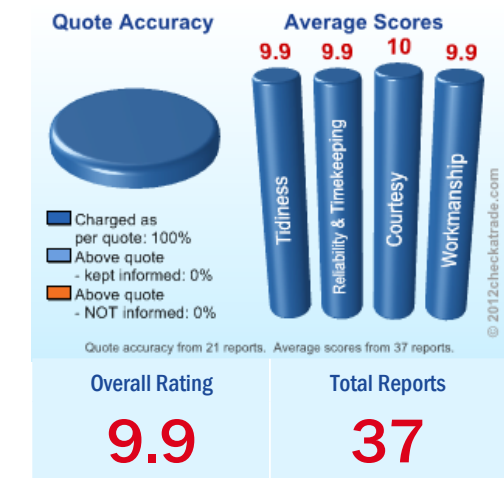 Quote Accuracy
Average Scores
9.9
9.9
10
9.9
Tidiness
Reliability & Timekeeping
Courtesy
Workmanship
Charged as
per quote: 100%
Above quote
- kept informed: 0%
Above quote
- NOT informed: 0%
© 2012checkatrade.com
Quote accuracy from 21 reports. Average scores from 37 reports.
Overall Rating
Total Reports
9.9
37